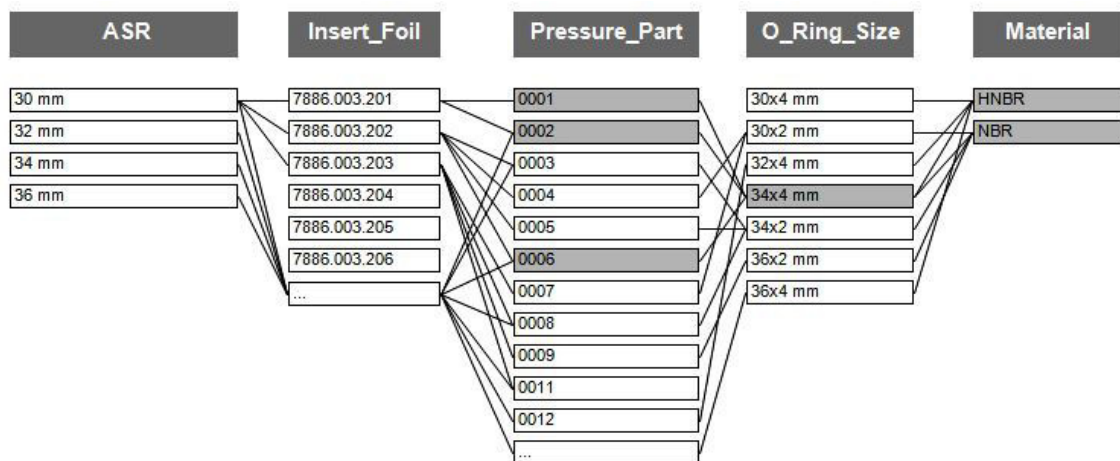 ASR Insert_Foil Pressure_Part O_Ring_Size Material
30 mm 7886.003.201 0001 30x4 mm HNBR
32 mm 7886.003.202 0002 30x2 mm NBR
34 mm 7886.003.203 0003 32x4 mm
36 mm 7886.003.204 0004 34x4 mm
7886.003.205 0005 34x2 mm
7886.003.206 0006 36x2 mm
... 0007 36x4 mm
0008
0009
0011
0012
...